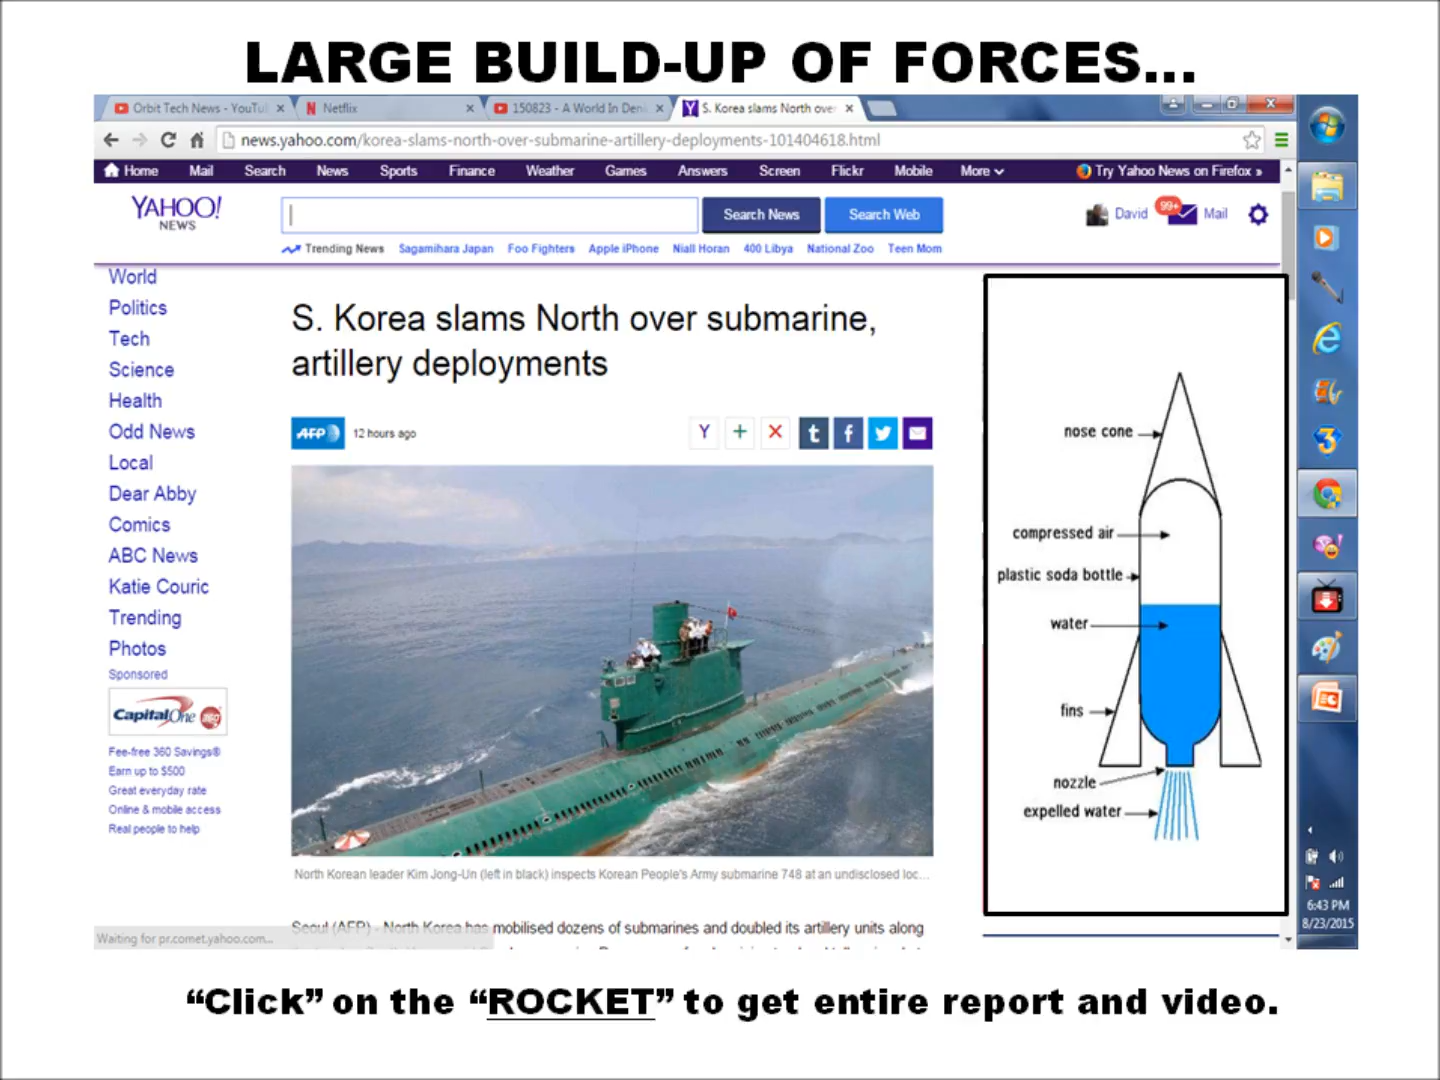 LARGE BUILD-UP OF FORCES...
Orbit Tech News - YouTu
Netflix
150823 - A World In Deni
S. Korea slams North over
news.yahoo.com/korea-slams-north-over-submarine-artillery-deployments-101404618.html
Home Mail Search News Sports Finance Weather Games Answers Screen Flickr Mobile More Try Yahoo News on Firefox »
YAHOO!
NEWS
Search News
Search Web
David
99+
Mail
Trending News Sagamihara Japan Foo Fighters Apple iPhone Niall Horan 400 Libya National Zoo Teen Mom
World
Politics
Tech
Science
Health
Odd News
Local
Dear Abby
Comics
ABC News
Katie Couric
Trending
Photos
Sponsored
Capital One 360
Fee-free 360 Savings®
Earn up to $500
Great everyday rate
Online & mobile access
Real people to help
S. Korea slams North over submarine,
artillery deployments
AFP
12 hours ago
North Korean leader Kim Jong-Un (left in black) inspects Korean People's Army submarine 748 at an undisclosed loc...
Seoul (AFP) - North Korea has mobilised dozens of submarines and doubled its artillery units along
Waiting for pr.comet.yahoo.com...
nose cone
compressed air
plastic soda bottle
water
fins
nozzle
expelled water
6:43 PM
8/23/2015
“Click” on the “ROCKET” to get entire report and video.